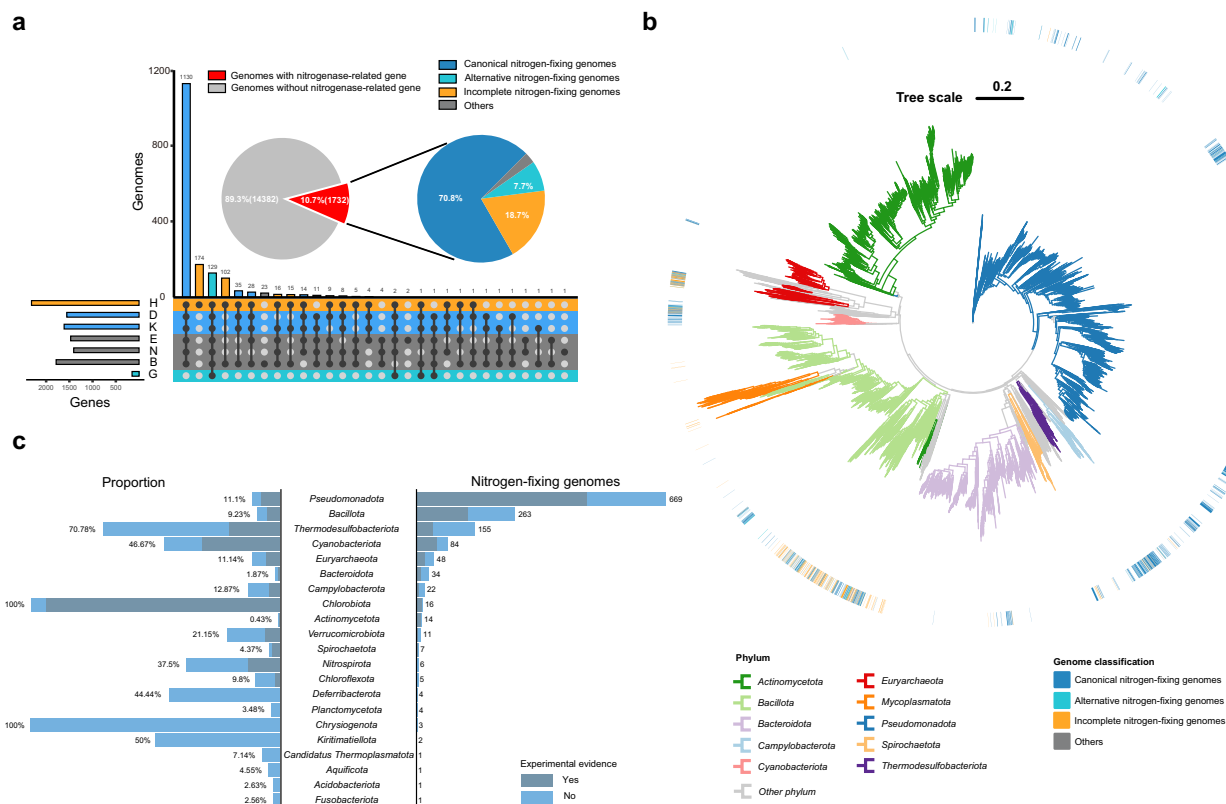 a
1200
800
400
0
Genomes
1130
174
129
102
35
28
23
16
15
14
11
9
8
5
4
4
2
2
1
1
1
1
1
1
1
1
1
1
1
Genomes with nitrogenase-related gene
Genomes without nitrogenase-related gene
Canonical nitrogen-fixing genomes
Alternative nitrogen-fixing genomes
Incomplete nitrogen-fixing genomes
Others
89.3%(14382)
10.7%(1732)
70.8%
7.7%
18.7%
H
D
K
E
N
B
G
2000
1500
1000
500
Genes
b
Tree scale
0.2
Phylum
Actinomycetota
Bacillota
Bacteroidota
Campylobacterota
Cyanobacteriota
Other phylum
Euryarchaeota
Mycoplasmatota
Pseudomonadota
Spirochaetota
Thermodesulfobacteriota
Genome classification
Canonical nitrogen-fixing genomes
Alternative nitrogen-fixing genomes
Incomplete nitrogen-fixing genomes
Others
c
Proportion
Nitrogen-fixing genomes
11.1% Pseudomonadota 669
9.23% Bacillota 263
70.78% Thermodesulfobacteriota 155
46.67% Cyanobacteriota 84
11.14% Euryarchaeota 48
1.87% Bacteroidota 34
12.87% Campylobacterota 22
100% Chlorobiota 16
0.43% Actinomycetota 14
21.15% Verrucomicrobiota 11
4.37% Spirochaetota 7
37.5% Nitrospirota 6
9.8% Chloroflexota 5
44.44% Deferribacterota 4
3.48% Planctomycetota 4
100% Chrysiogenota 3
50% Kiritimatiellota 2
7.14% Candidatus Thermoplasmatota 1
4.55% Aquificota 1
2.63% Acidobacteriota 1
2.56% Fusobacteriota 1
Experimental evidence
Yes
No